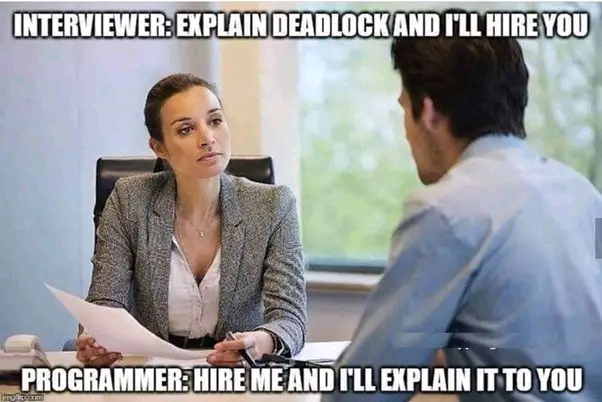 INTERVIEWER: EXPLAIN DEADLOCK AND I'LL HIRE YOU
PROGRAMMER: HIRE ME AND I'LL EXPLAIN IT TO YOU
imgflip.com